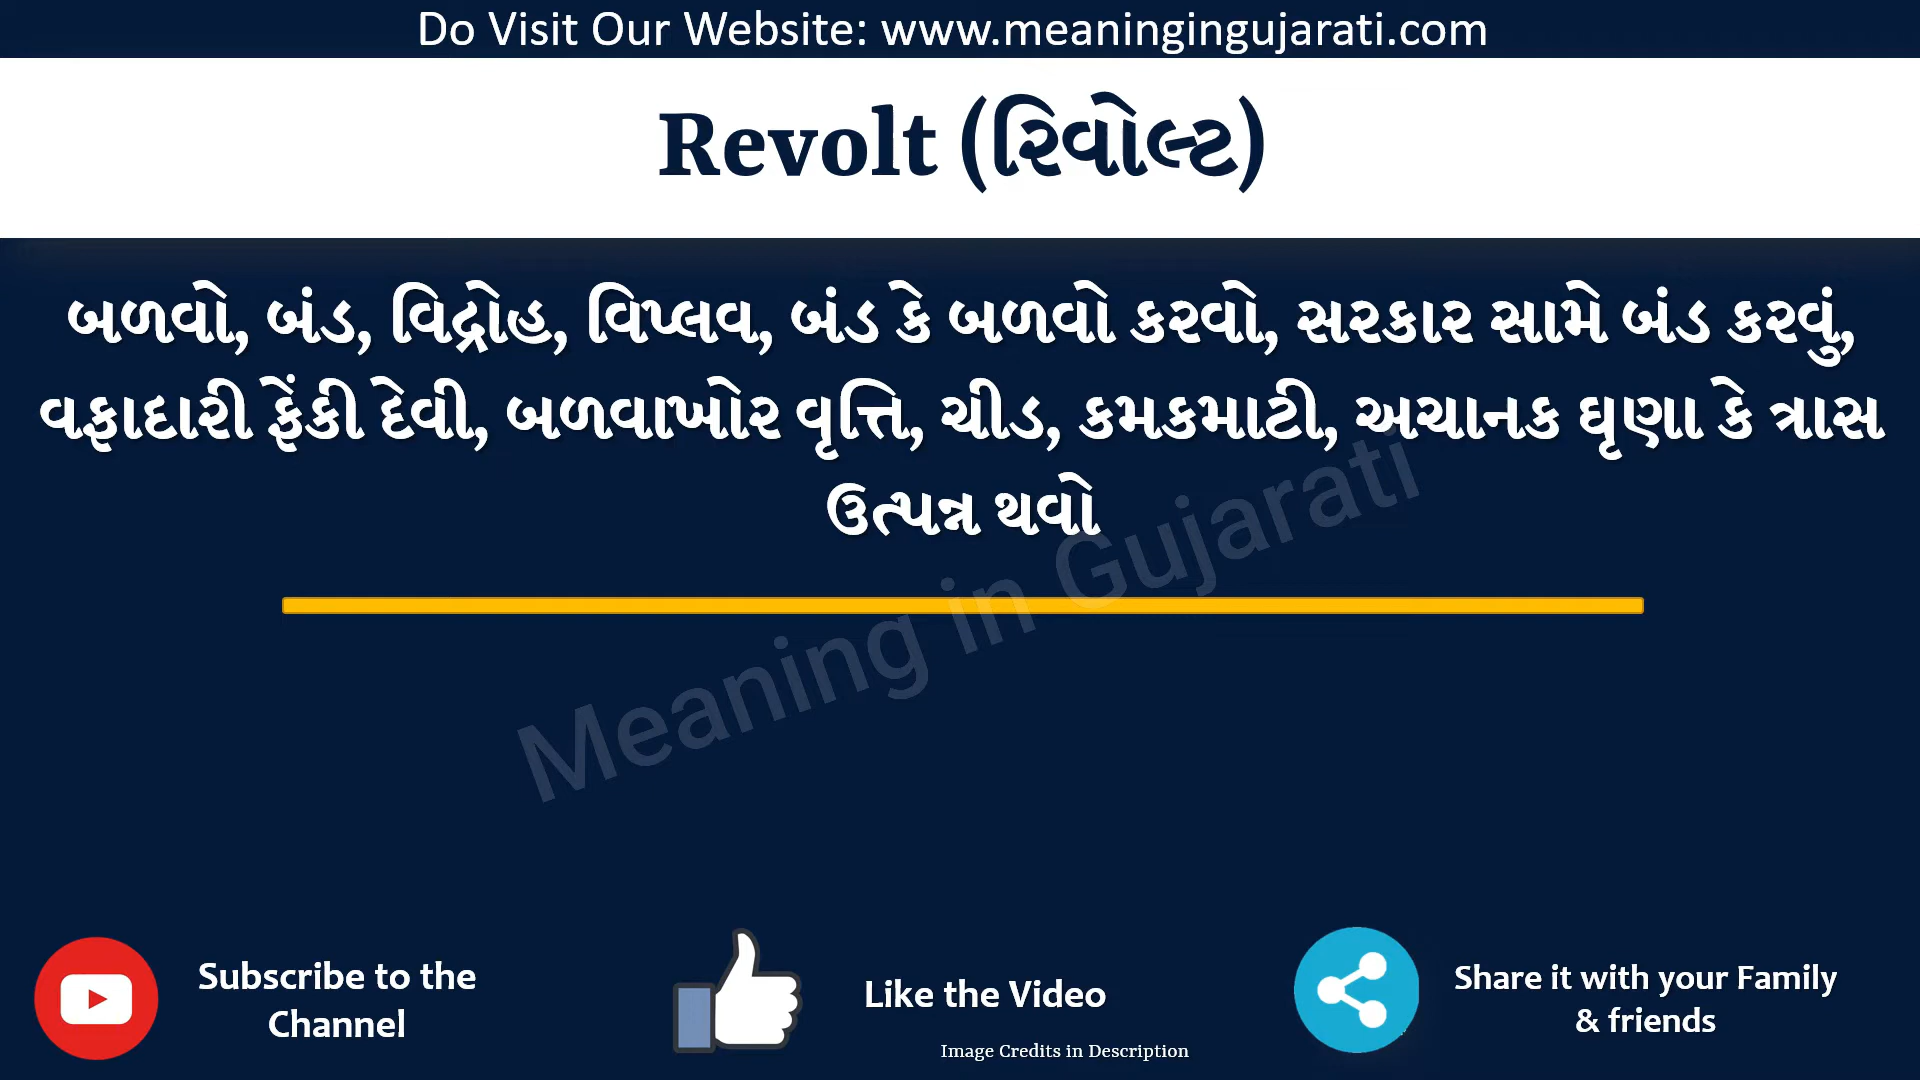 Do Visit Our Website: www.meaningingujarati.com
Revolt (રિવોલ્ટ)
બળવો, બંડ, વિદ્રોહ, વિપ્લવ, બંડ કે બળવો કરવો, સરકાર સામે બંડ કરવું,
વફાદારી ફેંકી દેવી, બળવાખોર વૃત્તિ, ચીડ, કમકમાટી, અચાનક ઘૃણા કે ત્રાસ
ઉત્પન્ન થવો
Meaning in Gujarati
Subscribe to the
Channel
Like the Video
Share it with your Family
& friends
Image Credits in Description